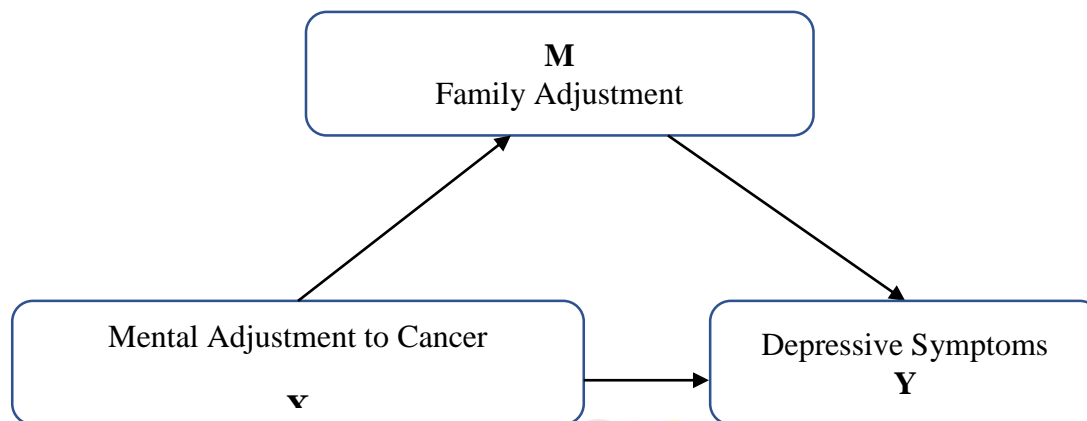 M
Family Adjustment
Mental Adjustment to Cancer
X
Depressive Symptoms
Y